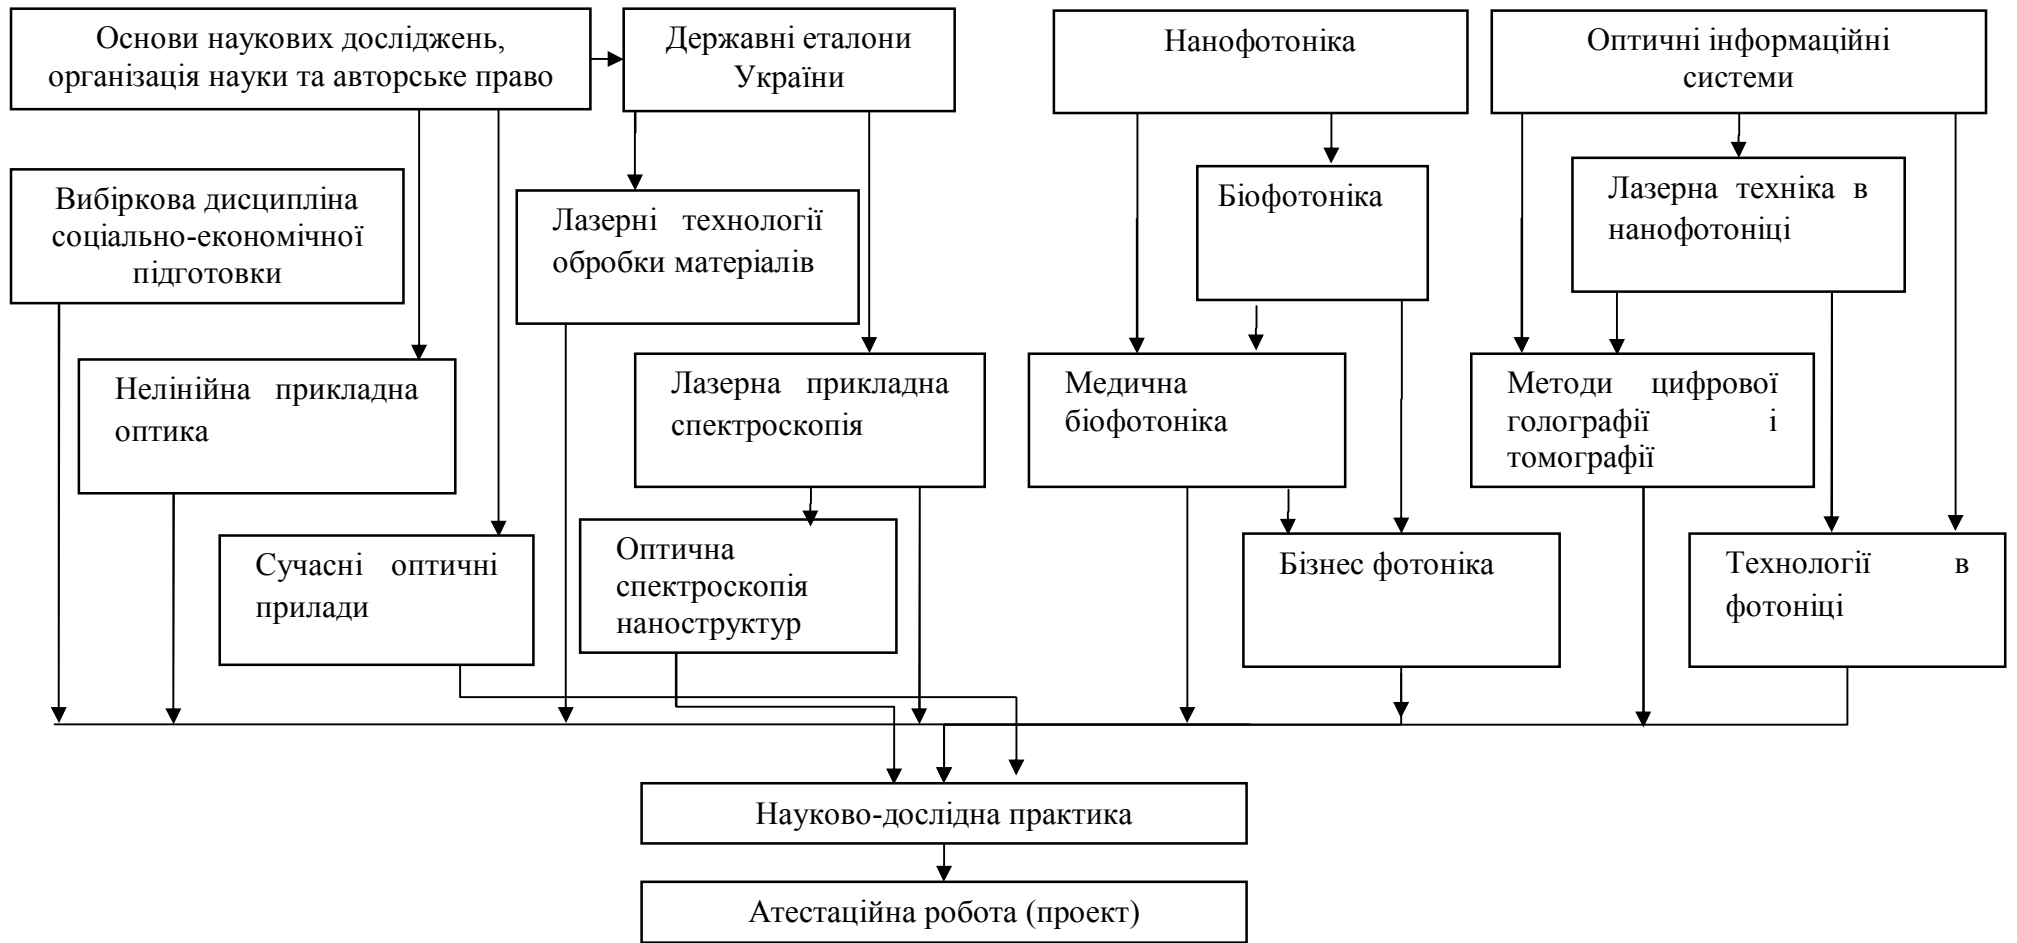 Основи наукових досліджень,
організація науки та авторське право
Державні еталони
України
Нанофотоніка
Оптичні інформаційні
системи
Вибіркова дисципліна
соціально-економічної
підготовки
Лазерні технології
обробки матеріалів
Біофотоніка
Лазерна техніка в
нанофотоніці
Нелінійна прикладна
оптика
Лазерна прикладна
спектроскопія
Медична
біофотоніка
Методи цифрової
голографії і
томографії
Сучасні оптичні
прилади
Оптична
спектроскопія
наноструктур
Бізнес фотоніка
Технології в
фотоніці
Науково-дослідна практика
Атестаційна робота (проект)